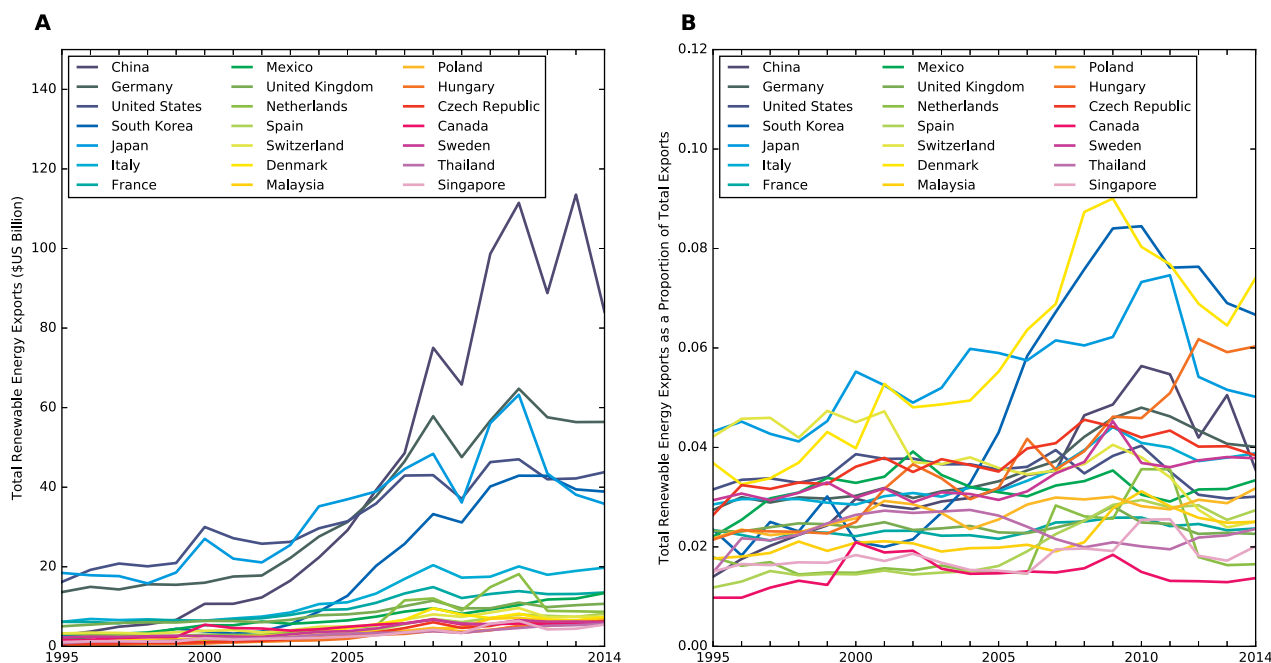 A
Total Renewable Energy Exports ($US Billion)
140
120
100
80
60
40
20
0
China
Germany
United States
South Korea
Japan
Italy
France
Mexico
United Kingdom
Netherlands
Spain
Switzerland
Denmark
Malaysia
Poland
Hungary
Czech Republic
Canada
Sweden
Thailand
Singapore
1995 2000 2005 2010 2014
B
Total Renewable Energy Exports as a Proportion of Total Exports
0.12
0.10
0.08
0.06
0.04
0.02
0.00
China
Germany
United States
South Korea
Japan
Italy
France
Mexico
United Kingdom
Netherlands
Spain
Switzerland
Denmark
Malaysia
Poland
Hungary
Czech Republic
Canada
Sweden
Thailand
Singapore
1995 2000 2005 2010 2014